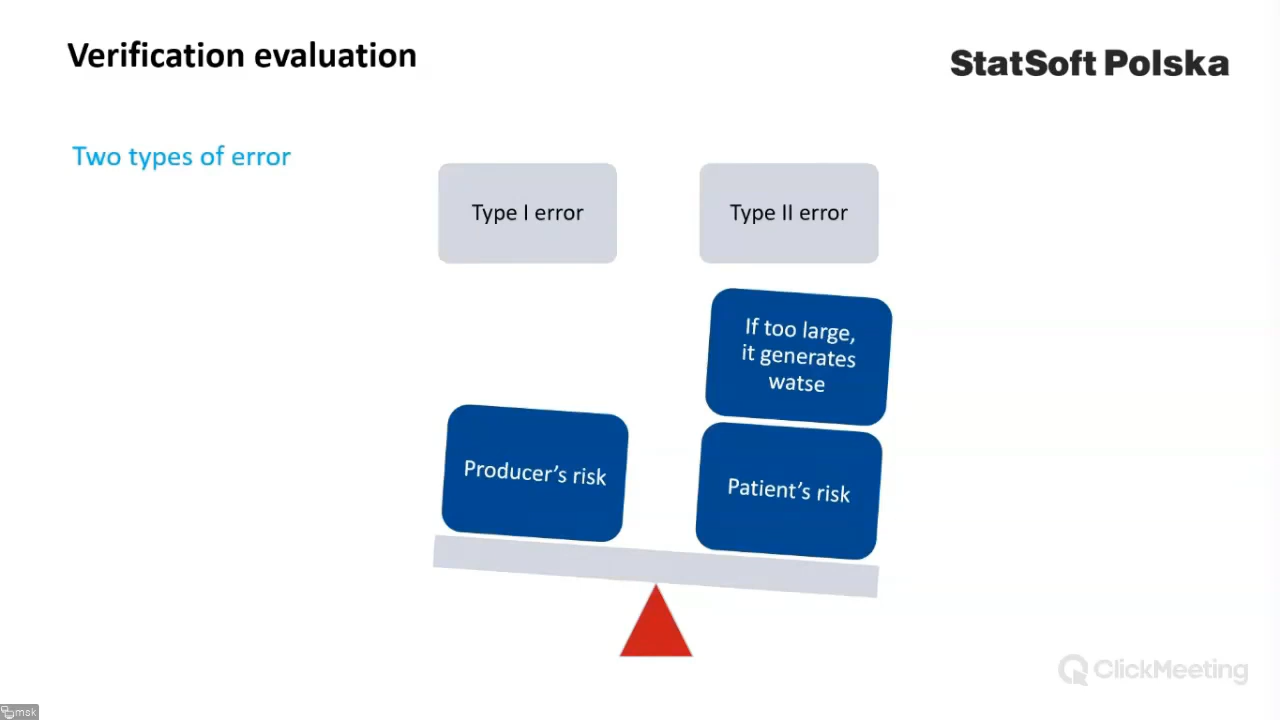 Verification evaluation
StatSoft Polska
Two types of error
Type I error
Type II error
If too large,
it generates
watse
Producer’s risk
Patient’s risk
ClickMeeting
msk